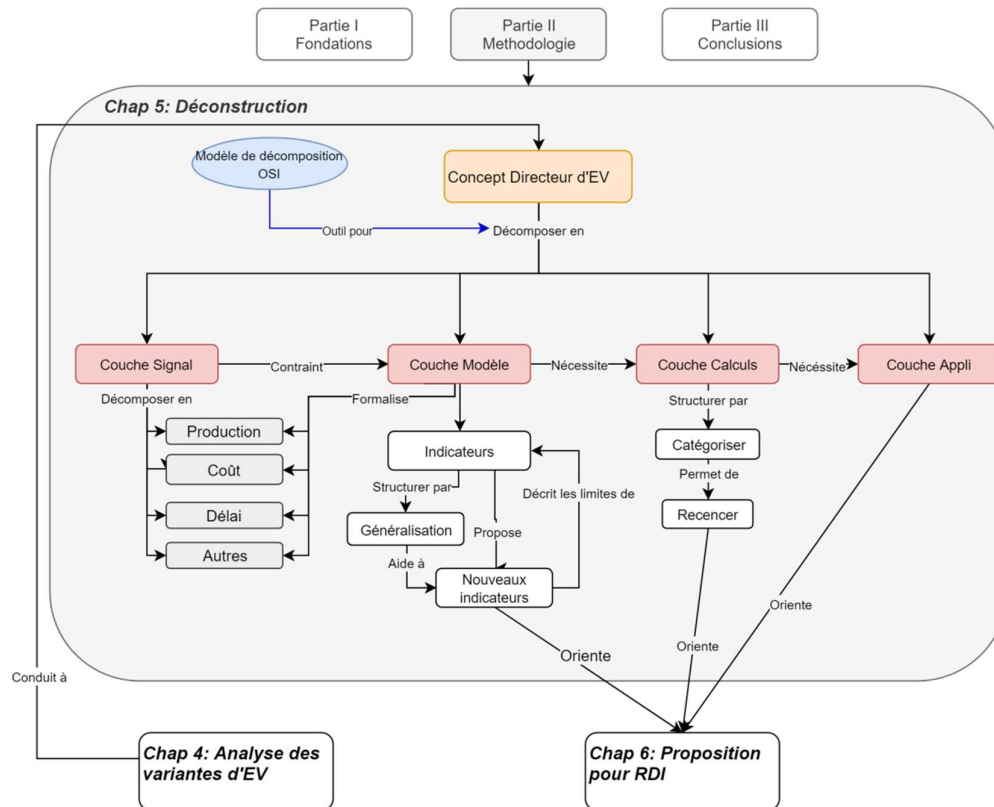 Partie I
Fondations
Partie II
Methodologie
Partie III
Conclusions
Chap 5: Déconstruction
Modèle de décomposition
OSI
Concept Directeur d'EV
Outil pour
Décomposer en
Couche Signal
Contraint
Couche Modèle
Nécessite
Couche Calculs
Nécéssite
Couche Appli
Décomposer en
Formalise
Structurer par
Production
Indicateurs
Catégoriser
Coût
Structurer par
Décrit les limites de
Permet de
Délai
Généralisation
Propose
Recencer
Autres
Aide à
Nouveaux
indicateurs
Oriente
Oriente
Oriente
Conduit à
Chap 4: Analyse des
variantes d'EV
Chap 6: Proposition
pour RDI